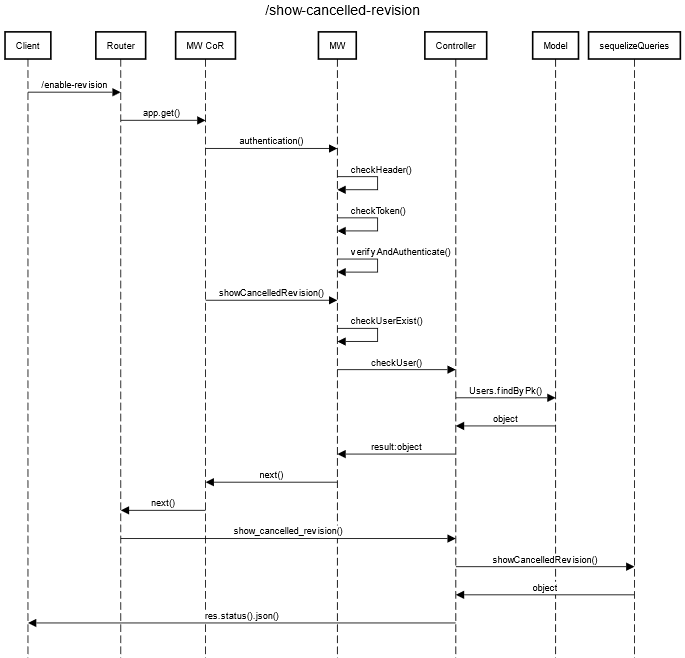 /show-cancelled-revision
Client
Router
MW CoR
MW
Controller
Model
sequelizeQueries
/enable-revision
app.get()
authentication()
checkHeader()
checkToken()
verifyAndAuthenticate()
showCancelledRevision()
checkUserExist()
checkUser()
Users.findByPk()
object
result:object
next()
next()
show_cancelled_revision()
showCancelledRevision()
object
res.status().json()